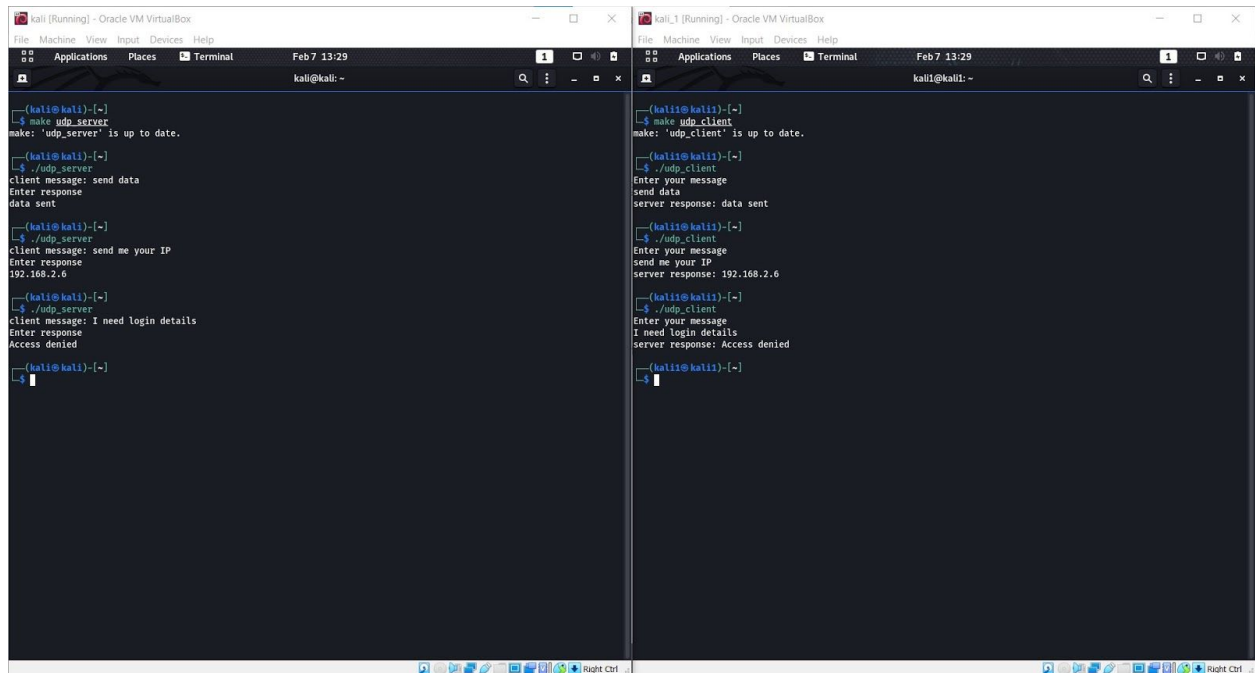 kali [Running] - Oracle VM VirtualBox
File Machine View Input Devices Help
Applications Places Terminal Feb 7 13:29 1
kali@kali: ~
(kali㉿kali)-[~]
$ make udp_server
make: 'udp_server' is up to date.
(kali㉿kali)-[~]
$ ./udp_server
client message: send data
Enter response
data sent
(kali㉿kali)-[~]
$ ./udp_server
client message: send me your IP
Enter response
192.168.2.6
(kali㉿kali)-[~]
$ ./udp_server
client message: I need login details
Enter response
Access denied
(kali㉿kali)-[~]
$
Right Ctrl
kali_1 [Running] - Oracle VM VirtualBox
File Machine View Input Devices Help
Applications Places Terminal Feb 7 13:29 1
kali1@kali1: ~
(kali1㉿kali1)-[~]
$ make udp_client
make: 'udp_client' is up to date.
(kali1㉿kali1)-[~]
$ ./udp_client
Enter your message
send data
server response: data sent
(kali1㉿kali1)-[~]
$ ./udp_client
Enter your message
send me your IP
server response: 192.168.2.6
(kali1㉿kali1)-[~]
$ ./udp_client
Enter your message
I need login details
server response: Access denied
(kali1㉿kali1)-[~]
$
Right Ctrl